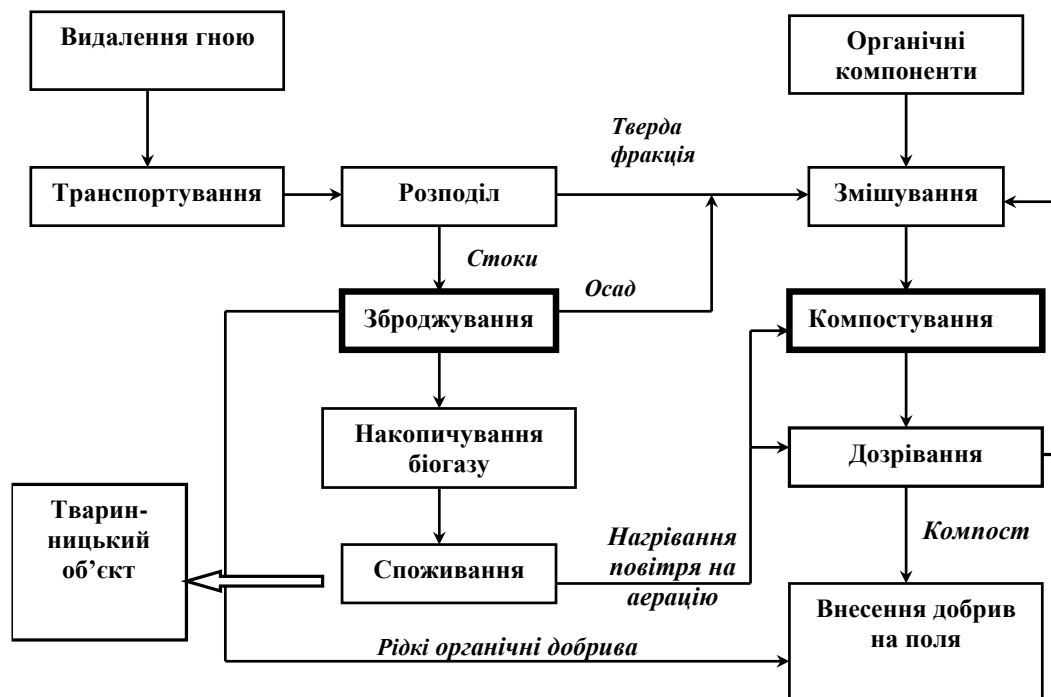 Видалення гною
Органічні
компоненти
Тверда
фракція
Транспортування
Розподіл
Змішування
Стоки
Осад
Зброджування
Компостування
Накопичування
біогазу
Дозрівання
Тварин-
ницький
об’єкт
Компост
Нагрівання
повітря на
аерацію
Споживання
Внесення добрив
на поля
Рідкі органічні добрива